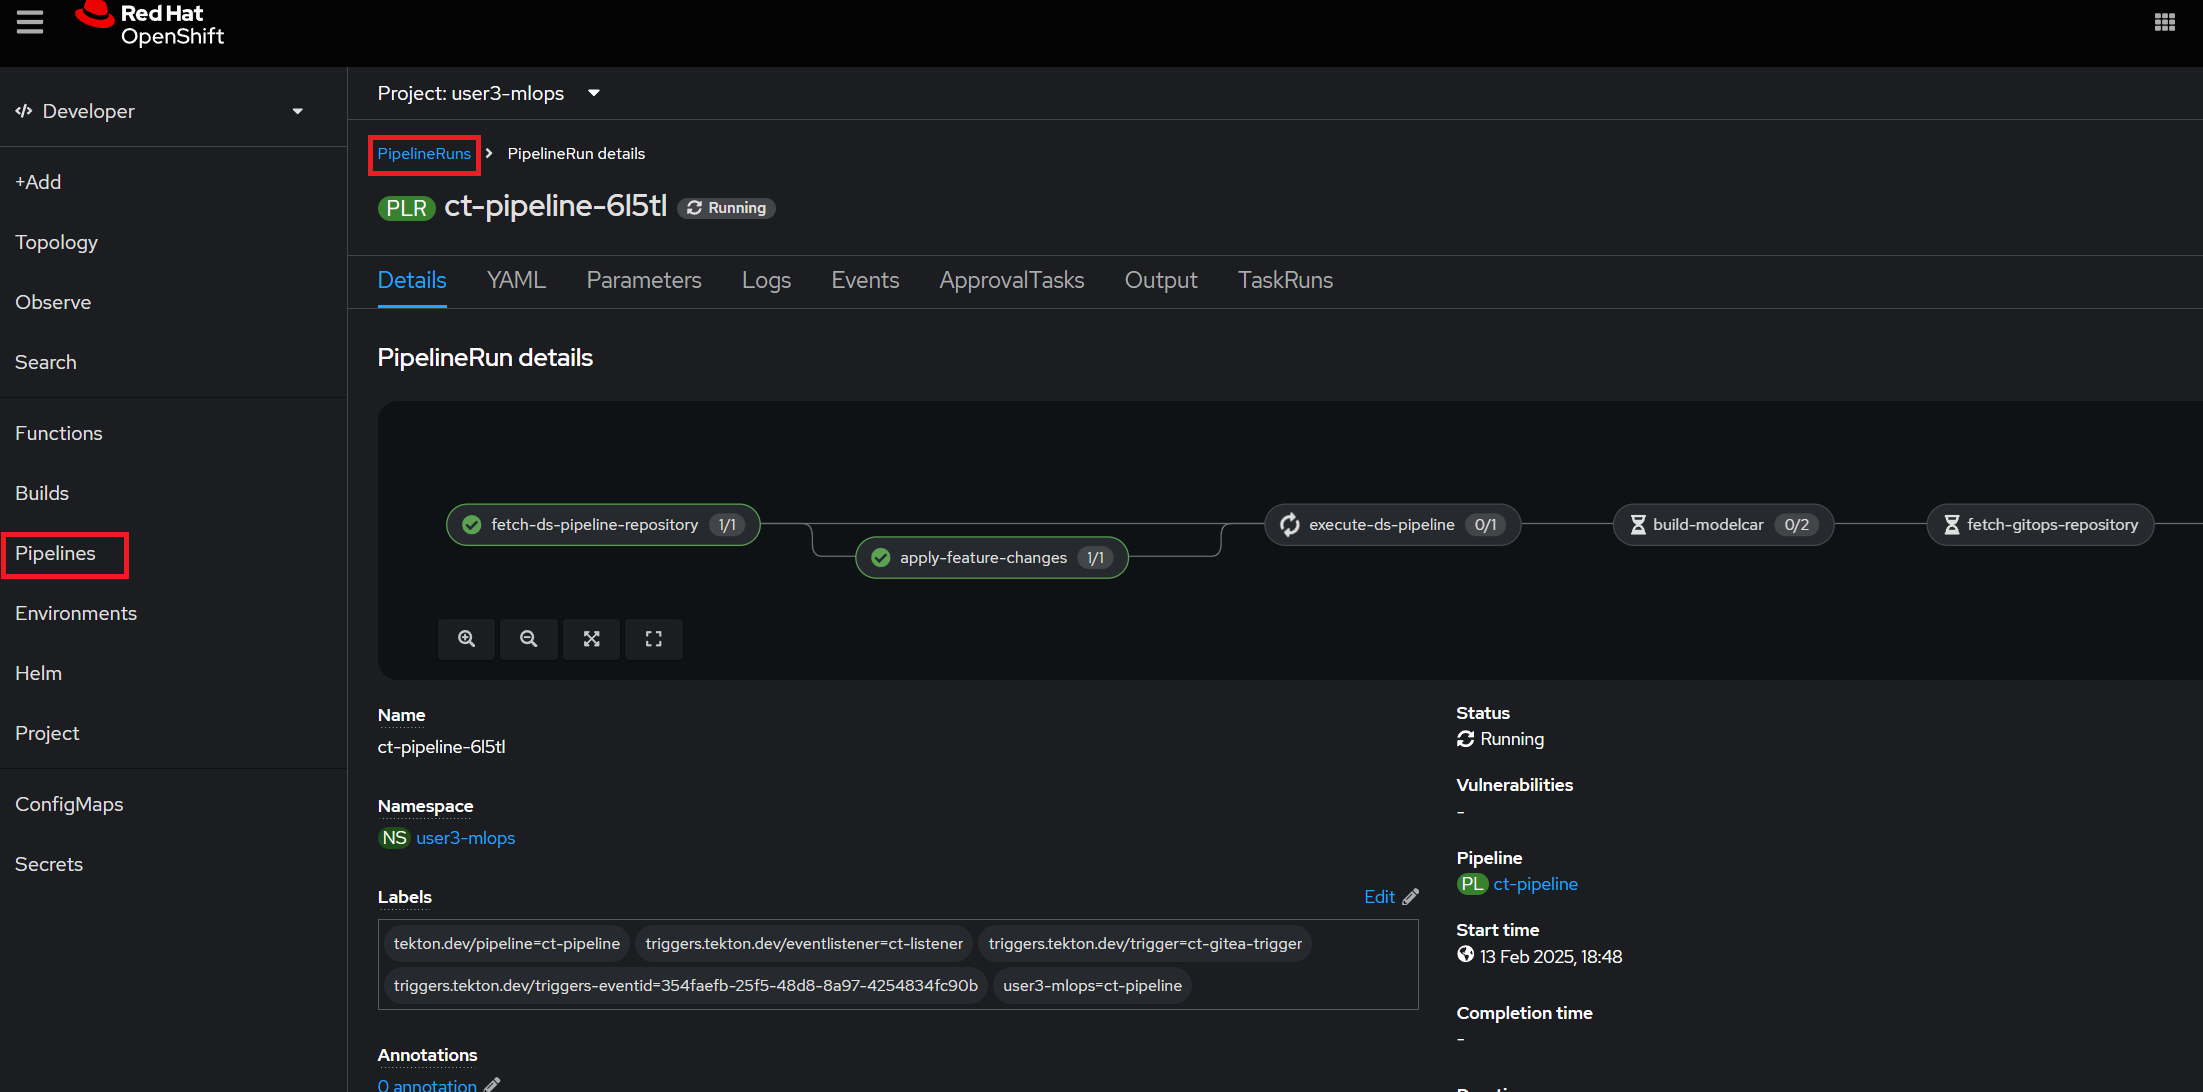 Red Hat
OpenShift
Developer
+Add
Topology
Observe
Search
Functions
Builds
Pipelines
Environments
Helm
Project
ConfigMaps
Secrets
Project: user3-mlops
PipelineRuns
PipelineRun details
PLR ct-pipeline-6l5tl Running
Details YAML Parameters Logs Events ApprovalTasks Output TaskRuns
PipelineRun details
fetch-ds-pipeline-repository 1/1
apply-feature-changes 1/1
execute-ds-pipeline 0/1
build-modelcar 0/2
fetch-gitops-repository
Name
ct-pipeline-6l5tl
Namespace
NS user3-mlops
Labels
Edit
tekton.dev/pipeline=ct-pipeline triggers.tekton.dev/eventlistener=ct-listener triggers.tekton.dev/trigger=ct-gitea-trigger
triggers.tekton.dev/triggers-eventid=354faefb-25f5-48d8-8a97-4254834fc90b user3-mlops=ct-pipeline
Annotations
0 annotation
Status
Running
Vulnerabilities
-
Pipeline
PL ct-pipeline
Start time
13 Feb 2025, 18:48
Completion time
-